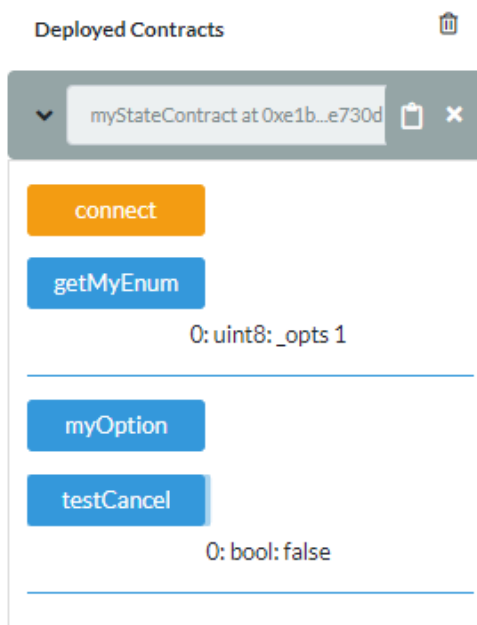 Deployed Contracts
myStateContract at 0xe1b...e730d
connect
getMyEnum
0: uint8: _opts 1
myOption
testCancel
0: bool: false